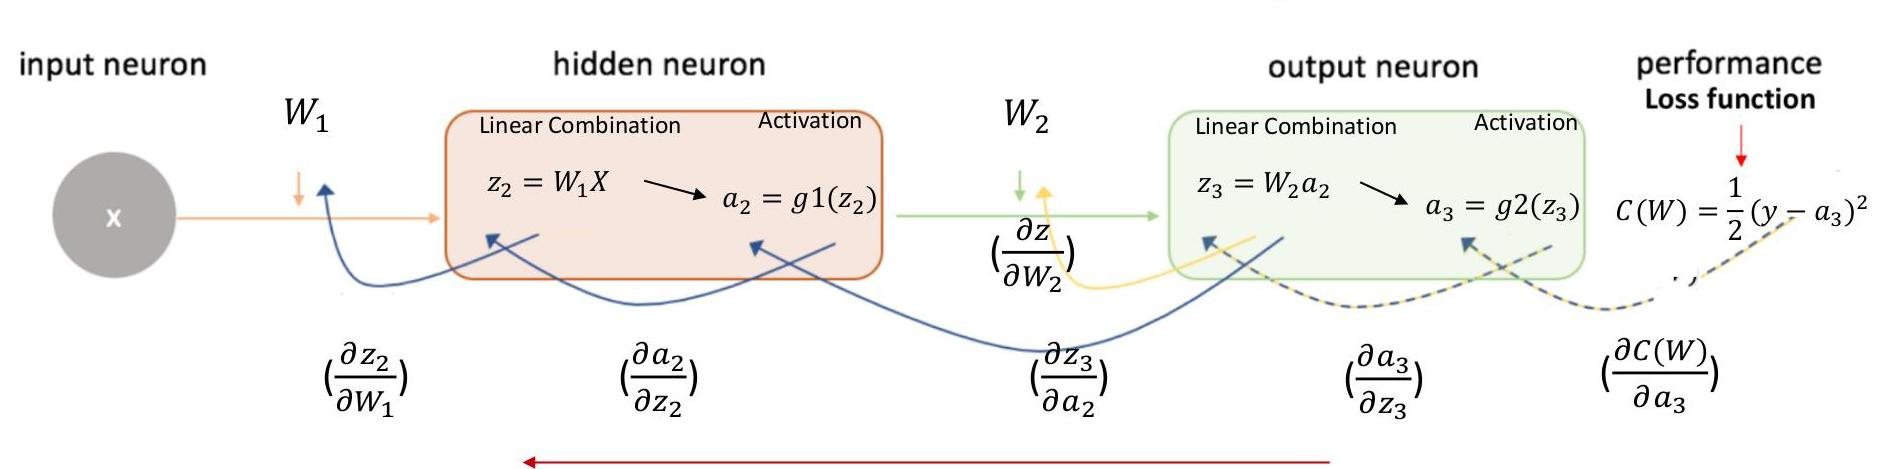 input neuron
hidden neuron
output neuron
performance
Loss function
W₁
W₂
Linear Combination
Activation
z₂ = W₁X
a₂ = g1(z₂)
Linear Combination
Activation
z₃ = W₂a₂
a₃ = g2(z₃)
x
C(W) = 1/2 (y − a₃)²
(∂z/∂W₂)
(∂z₂/∂W₁)
(∂a₂/∂z₂)
(∂z₃/∂a₂)
(∂a₃/∂z₃)
(∂C(W)/∂a₃)